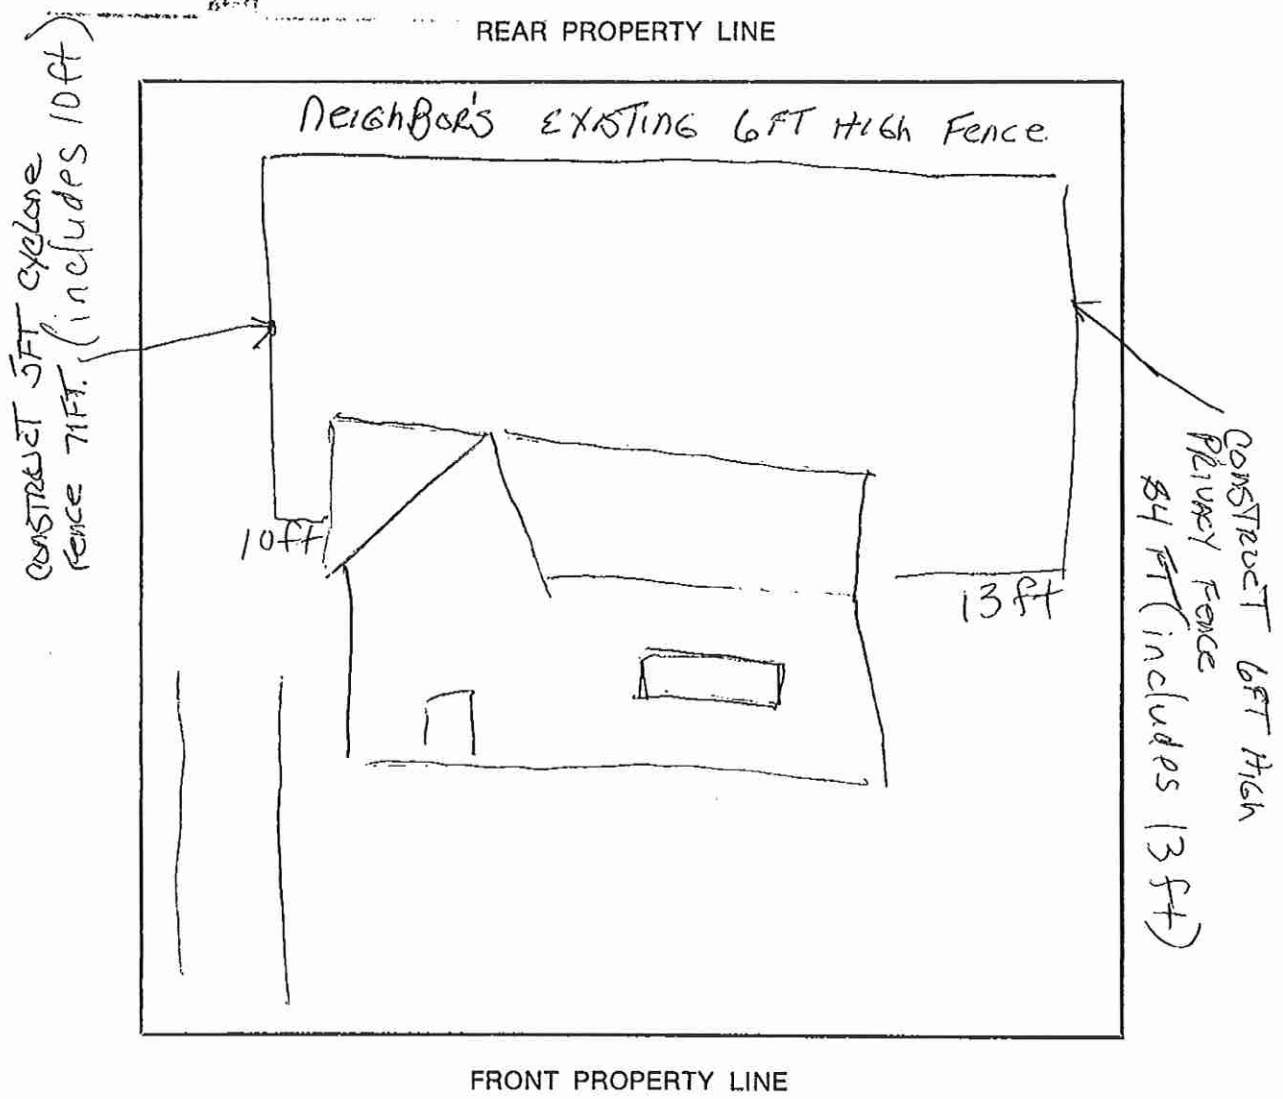 REAR PROPERTY LINE
NEIGHBOR'S EXISTING 6FT HIGH FENCE
CONSTRUCT 5FT CYCLONE
FENCE 71FT. (includes 10ft)
10ft
13ft
CONSTRUCT 6FT HIGH
PRIVACY FENCE
84 FT (includes 13ft)
FRONT PROPERTY LINE